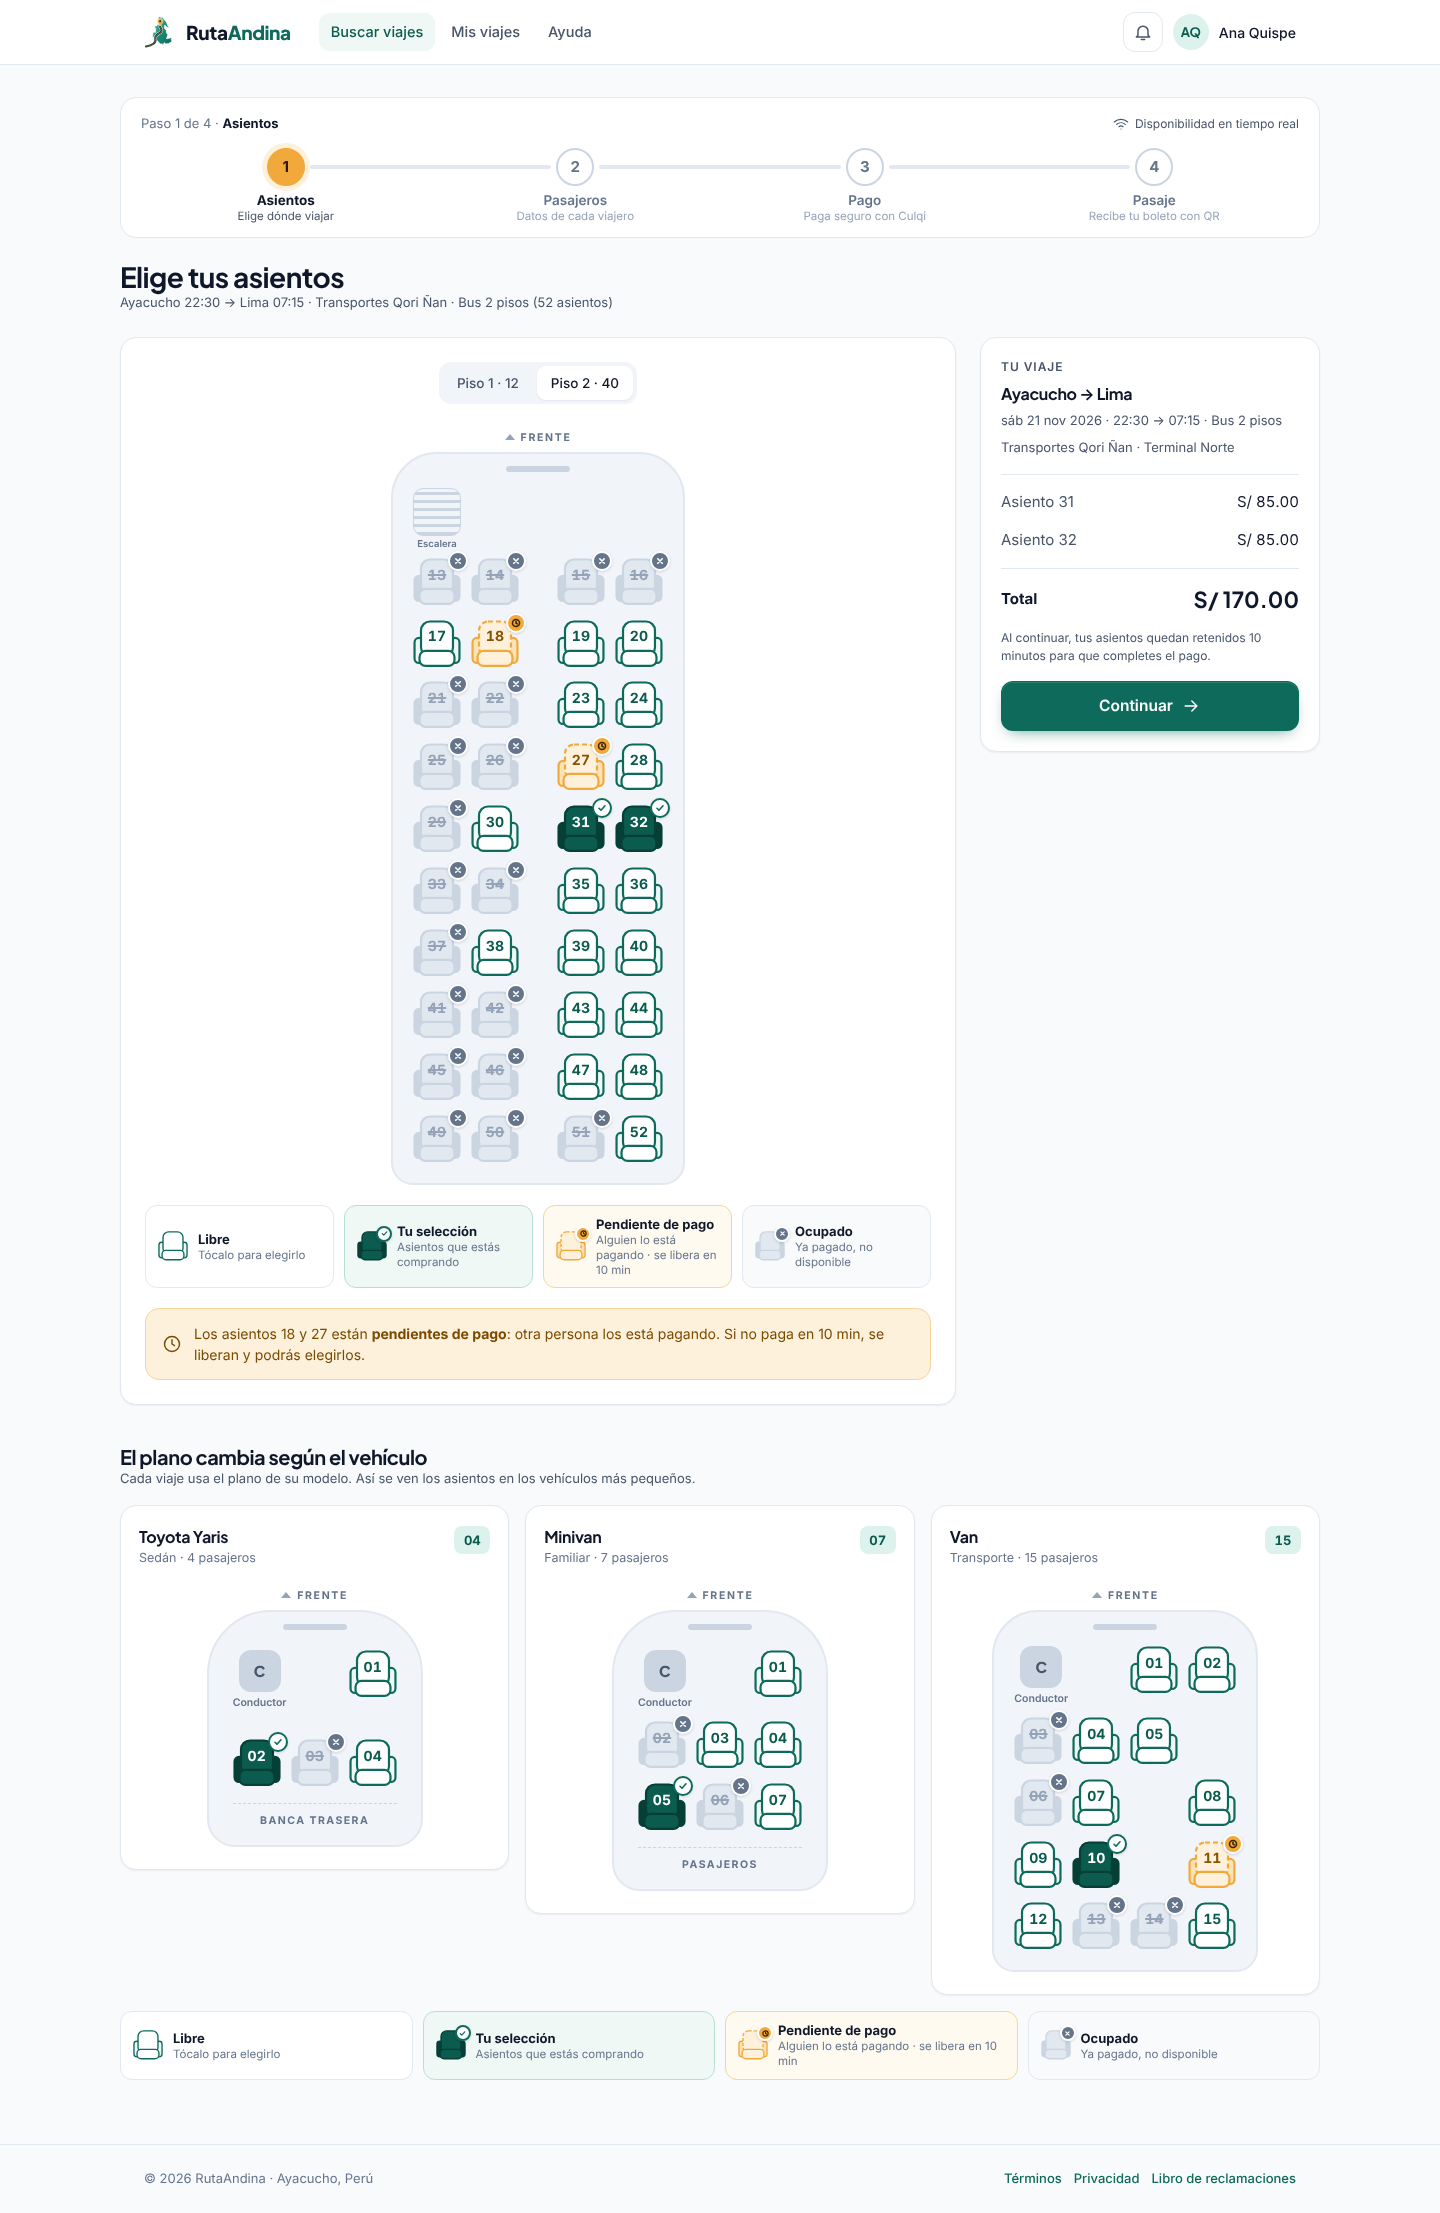 RutaAndina
Buscar viajes
Mis viajes
Ayuda
AQ
Ana Quispe
Paso 1 de 4 · Asientos
Disponibilidad en tiempo real
1
2
3
4
Asientos
Pasajeros
Pago
Pasaje
Elige dónde viajar
Datos de cada viajero
Paga seguro con Culqi
Recibe tu boleto con QR
Elige tus asientos
Ayacucho 22:30 → Lima 07:15 · Transportes Qori Ñan · Bus 2 pisos (52 asientos)
Piso 1 · 12
Piso 2 · 40
FRENTE
Escalera
13 14 15 16
17 18 19 20
21 22 23 24
25 26 27 28
29 30 31 32
33 34 35 36
37 38 39 40
41 42 43 44
45 46 47 48
49 50 51 52
Libre
Tócalo para elegirlo
Tu selección
Asientos que estás
comprando
Pendiente de pago
Alguien lo está
pagando · se libera en
10 min
Ocupado
Ya pagado, no
disponible
Los asientos 18 y 27 están pendientes de pago: otra persona los está pagando. Si no paga en 10 min, se
liberan y podrás elegirlos.
TU VIAJE
Ayacucho → Lima
sáb 21 nov 2026 · 22:30 → 07:15 · Bus 2 pisos
Transportes Qori Ñan · Terminal Norte
Asiento 31 S/ 85.00
Asiento 32 S/ 85.00
Total S/ 170.00
Al continuar, tus asientos quedan retenidos 10
minutos para que completes el pago.
Continuar →
El plano cambia según el vehículo
Cada viaje usa el plano de su modelo. Así se ven los asientos en los vehículos más pequeños.
Toyota Yaris
04
Sedán · 4 pasajeros
FRENTE
C 01
Conductor
02 03 04
BANCA TRASERA
Minivan
07
Familiar · 7 pasajeros
FRENTE
C 01
Conductor
02 03 04
05 06 07
PASAJEROS
Van
15
Transporte · 15 pasajeros
FRENTE
C 01 02
Conductor
03 04 05
06 07 08
09 10 11
12 13 14 15
Libre
Tócalo para elegirlo
Tu selección
Asientos que estás comprando
Pendiente de pago
Alguien lo está pagando · se libera en 10
min
Ocupado
Ya pagado, no disponible
© 2026 RutaAndina · Ayacucho, Perú
Términos
Privacidad
Libro de reclamaciones